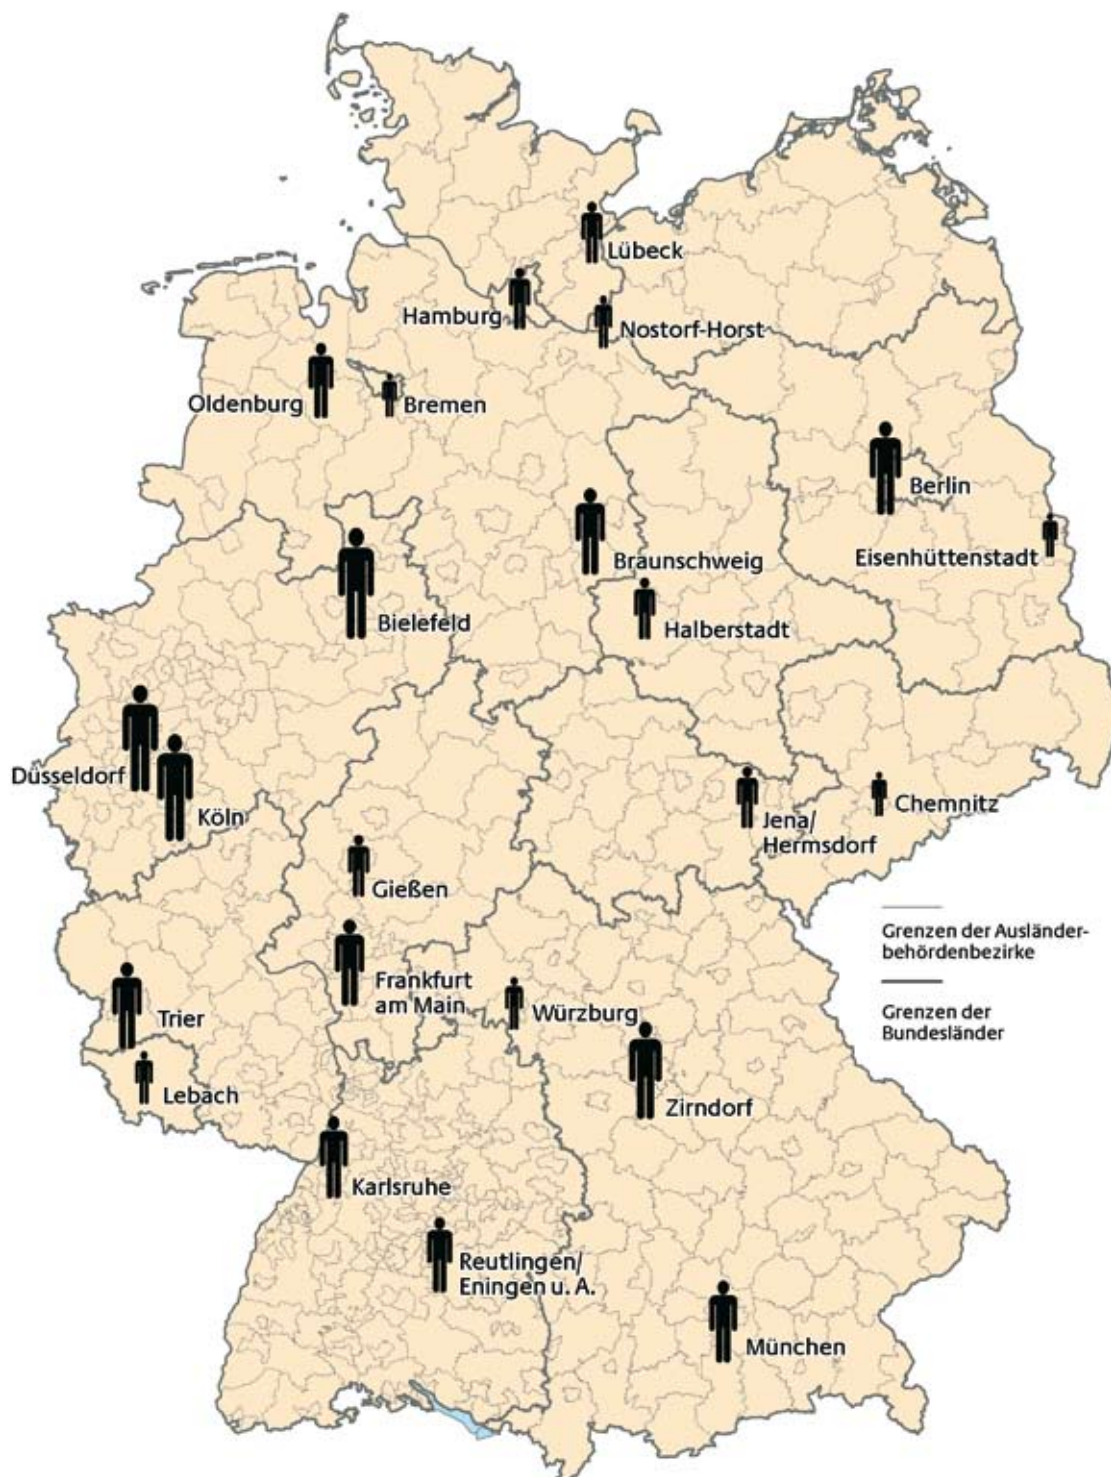 Lübeck
Hamburg
Nostorf-Horst
Oldenburg
Bremen
Berlin
Braunschweig
Eisenhüttenstadt
Bielefeld
Halberstadt
Düsseldorf
Köln
Chemnitz
Jena/
Hermsdorf
Gießen
Grenzen der Ausländer-
behördenbezirke
Frankfurt
am Main
Würzburg
Grenzen der
Bundesländer
Trier
Lebach
Zirndorf
Karlsruhe
Reutlingen/
Eningen u. A.
München